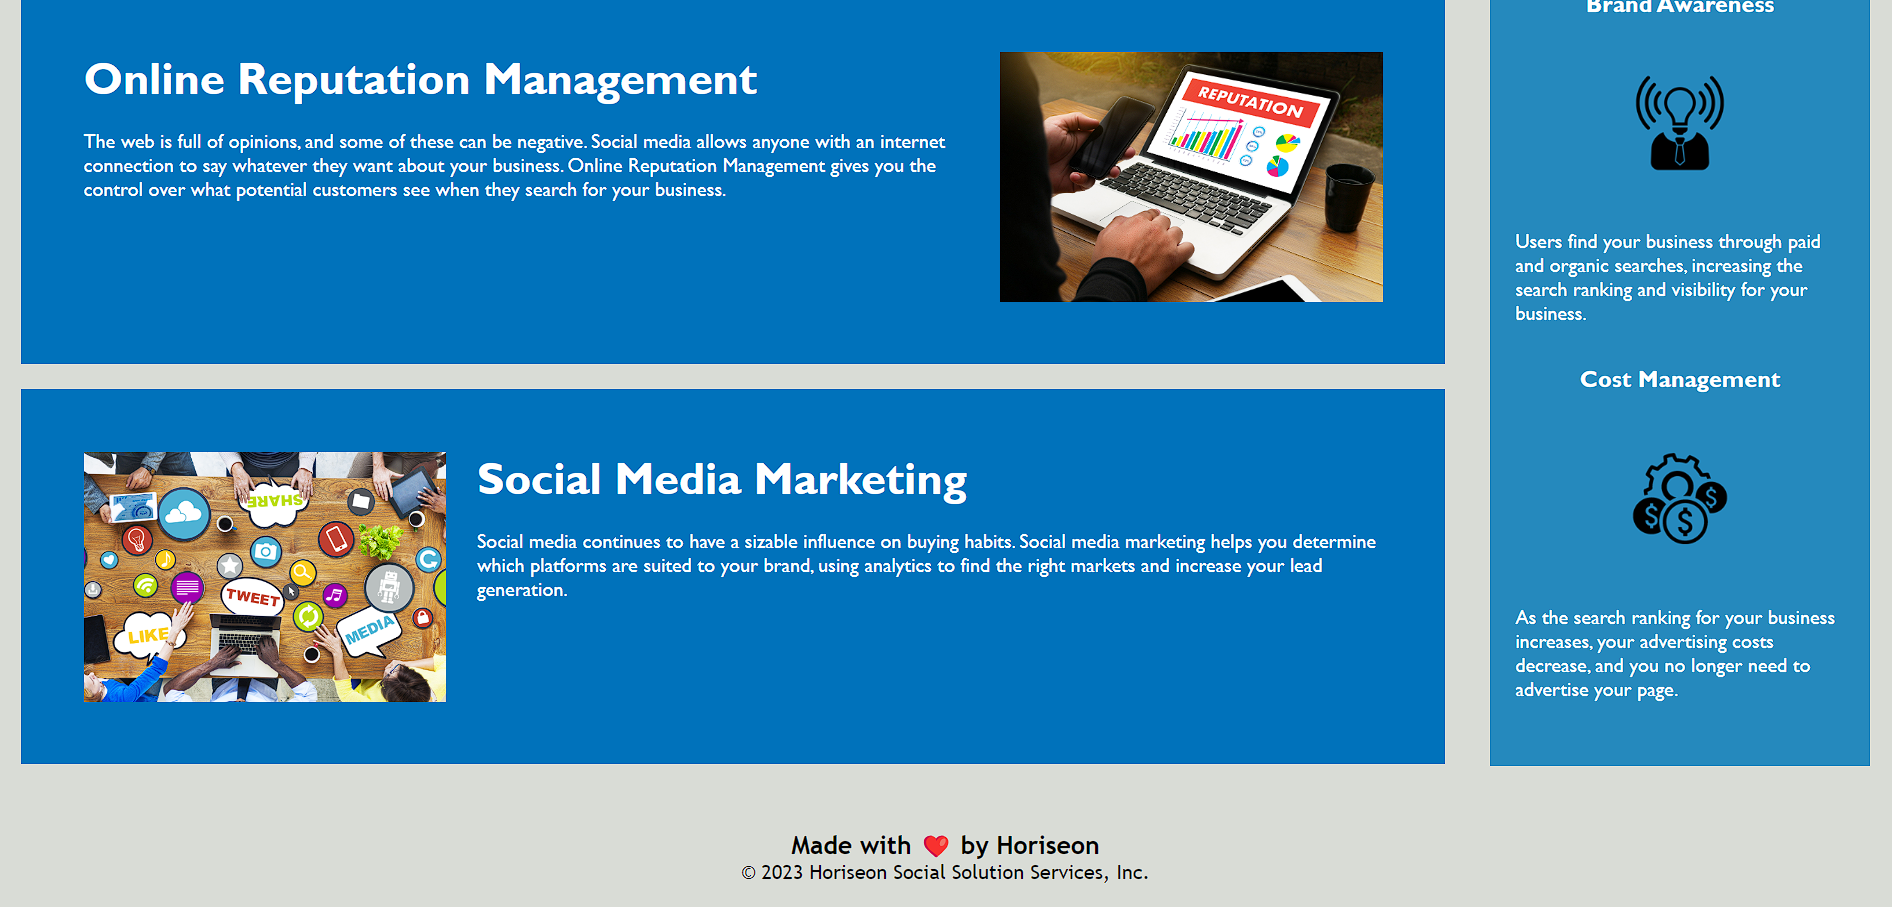 Online Reputation Management
The web is full of opinions, and some of these can be negative. Social media allows anyone with an internet
connection to say whatever they want about your business. Online Reputation Management gives you the
control over what potential customers see when they search for your business.
REPUTATION
Social Media Marketing
Social media continues to have a sizable influence on buying habits. Social media marketing helps you determine
which platforms are suited to your brand, using analytics to find the right markets and increase your lead
generation.
SHARE
TWEET
LIKE
MEDIA
Brand Awareness
Users find your business through paid
and organic searches, increasing the
search ranking and visibility for your
business.
Cost Management
$
$
$
As the search ranking for your business
increases, your advertising costs
decrease, and you no longer need to
advertise your page.
Made with ❤️ by Horiseon
© 2023 Horiseon Social Solution Services, Inc.